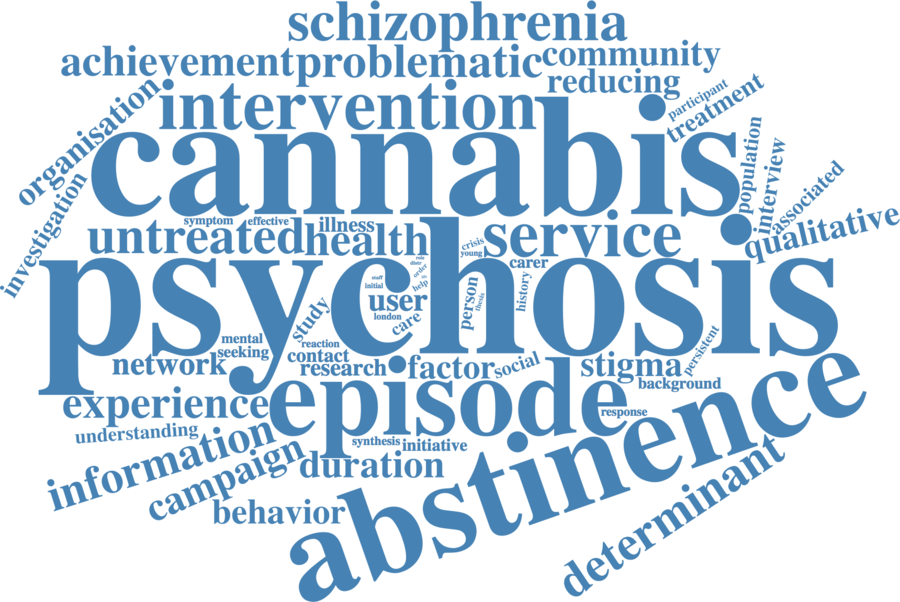 schizophrenia
achievement
problematic
community
reducing
participant
treatment
organisation
intervention
cannabis
population
interview
associated
investigation
symptom
effective
illness
untreated
health
crisis
young
service
qualitative
role
order
staff
help
initial
carer
psychosis
user
london
care
person
thesis
history
study
mental
seeking
reaction
contact
network
research
factor
social
stigma
persistent
background
experience
episode
response
abstinence
understanding
synthesis
initiative
information
campaign
duration
behavior
determinant